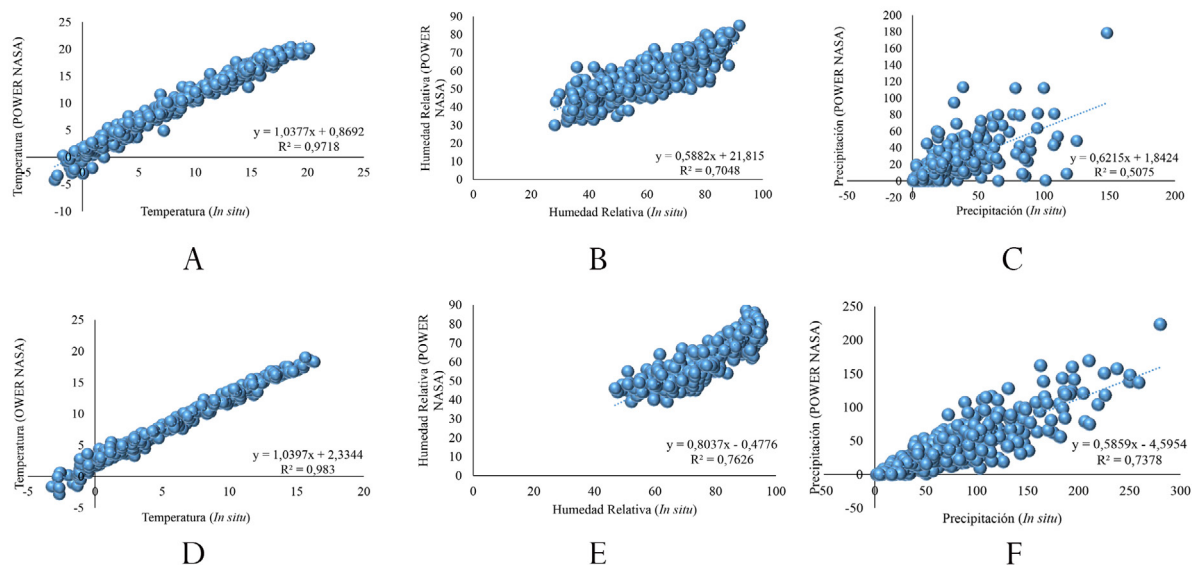 Temperatura (POWER NASA)
25
20
15
10
5
0
-5
-10
-5
0
5
10
15
20
25
y = 1,0377x + 0,8692
R² = 0,9718
Temperatura (In situ)
A
Humedad Relativa (POWER
NASA)
90
80
70
60
50
40
30
20
10
0
0
20
40
60
80
100
y = 0,5882x + 21,815
R² = 0,7048
Humedad Relativa (In situ)
B
Precipitación (POWER NASA)
200
180
160
140
120
100
80
60
40
20
0
-20
-50
0
50
100
150
200
y = 0,6215x + 1,8424
R² = 0,5075
Precipitación (In situ)
C
Temperatura (OWER NASA)
25
20
15
10
5
0
-5
-5
0
5
10
15
20
y = 1,0397x + 2,3344
R² = 0,983
Temperatura (In situ)
D
Humedad Relativa (POWER
NASA)
90
80
70
60
50
40
30
20
10
0
0
20
40
60
80
100
y = 0,8037x - 0,4776
R² = 0,7626
Humedad Relativa (In situ)
E
Precipitación (POWER NASA)
250
200
150
100
50
0
-50
-50
0
50
100
150
200
250
300
y = 0,5859x - 4,5954
R² = 0,7378
Precipitación (In situ)
F